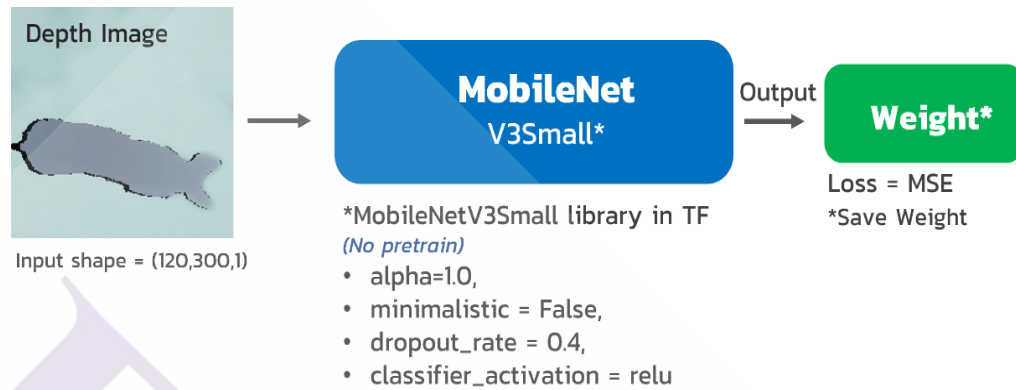 Depth Image
MobileNet
V3Small*
Output
Weight*
Loss = MSE
*Save Weight
*MobileNetV3Small library in TF
(No pretrain)
Input shape = (120,300,1)
• alpha=1.0,
• minimalistic = False,
• dropout_rate = 0.4,
• classifier_activation = relu